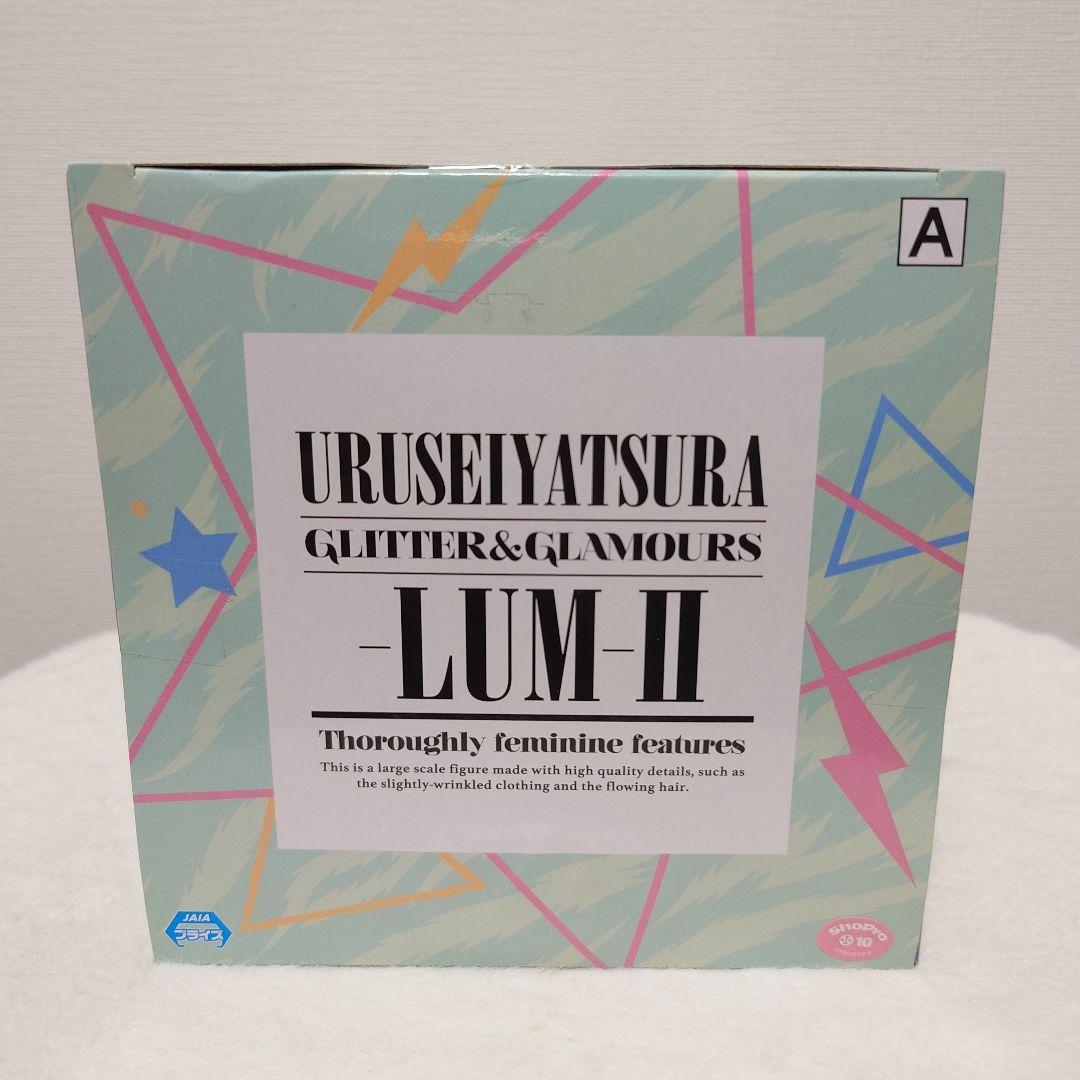 A
URUSEIYATSURA
GLITTER&GLAMOURS
-LUM-II
Thoroughly feminine features
This is a large scale figure made with high quality details, such as
the slightly-wrinkled clothing and the flowing hair.
JAIA
プライズ
ShoPro
10